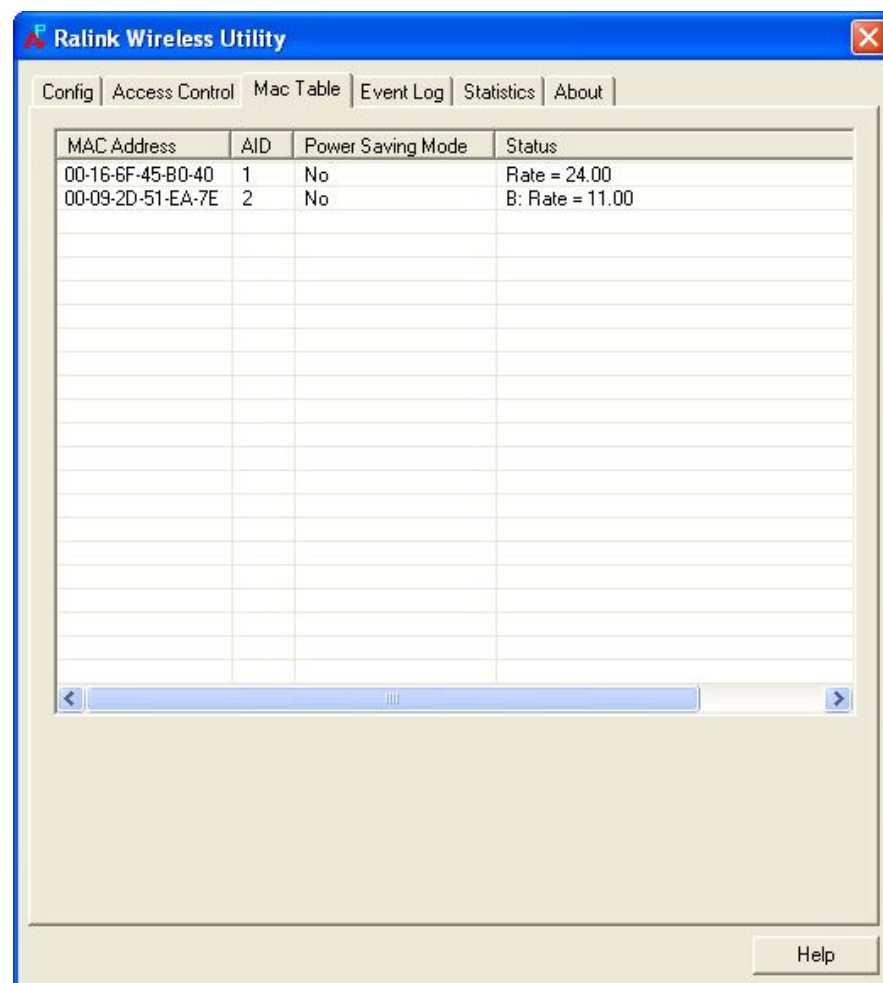 Ralink Wireless Utility
Config Access Control Mac Table Event Log Statistics About
MAC Address AID Power Saving Mode Status
00-16-6F-45-B0-40 1 No Rate = 24.00
00-09-2D-51-EA-7E 2 No B: Rate = 11.00
Help